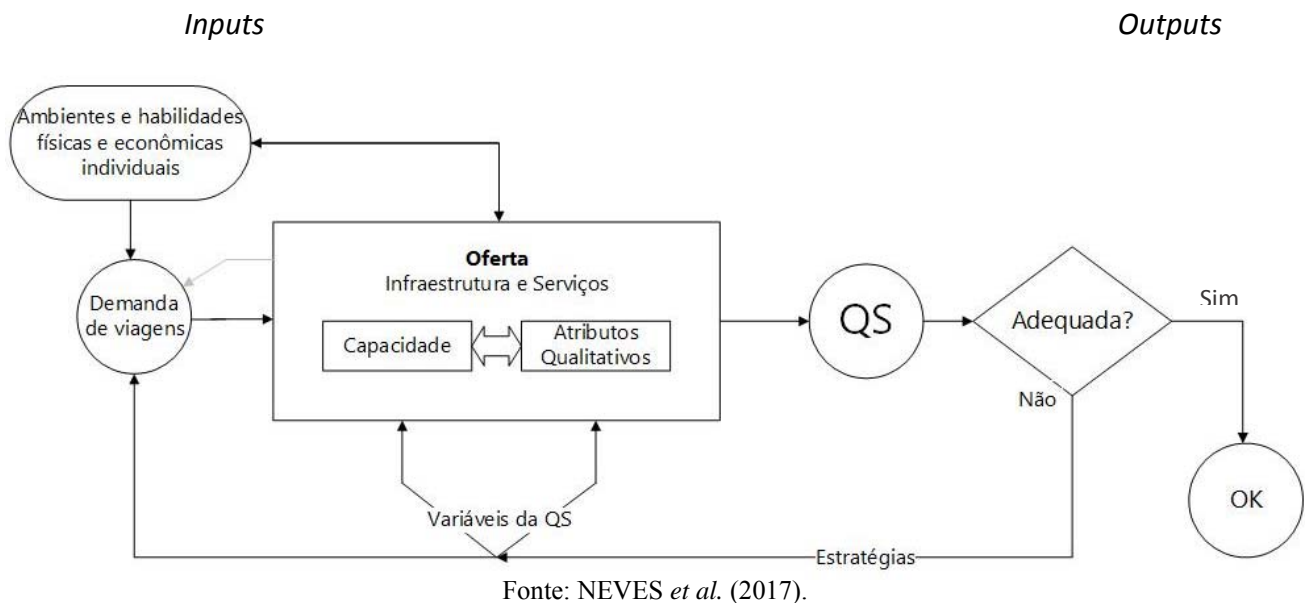 Inputs
Outputs
Ambientes e habilidades
físicas e econômicas
individuais
Oferta
Infraestrutura e Serviços
Demanda
de viagens
Capacidade
Atributos
Qualitativos
QS
Adequada?
Sim
Não
OK
Variáveis da QS
Estratégias
Fonte: NEVES et al. (2017).